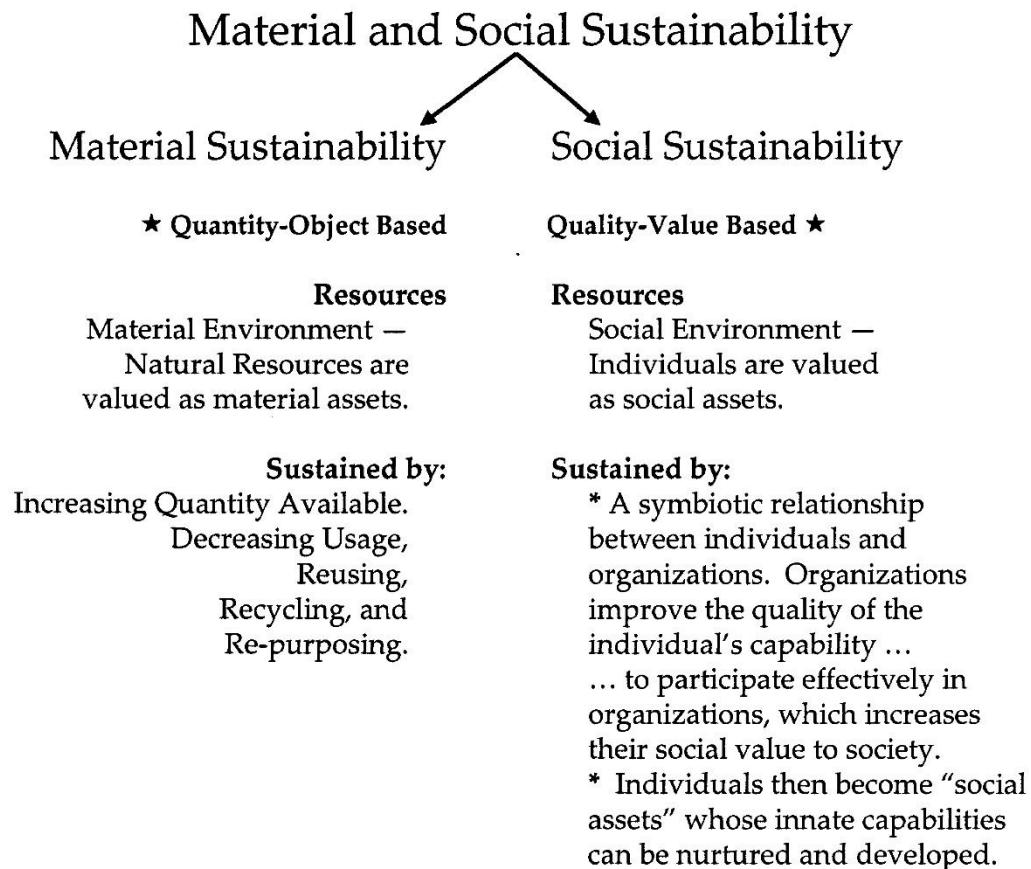 Material and Social Sustainability
Material Sustainability
★ Quantity-Object Based
Resources
Material Environment —
Natural Resources are
valued as material assets.
Sustained by:
Increasing Quantity Available.
Decreasing Usage,
Reusing,
Recycling, and
Re-purposing.
Social Sustainability
Quality-Value Based ★
Resources
Social Environment —
Individuals are valued
as social assets.
Sustained by:
* A symbiotic relationship
between individuals and
organizations.  Organizations
improve the quality of the
individual's capability ...
... to participate effectively in
organizations, which increases
their social value to society.
*  Individuals then become "social
assets" whose innate capabilities
can be nurtured and developed.